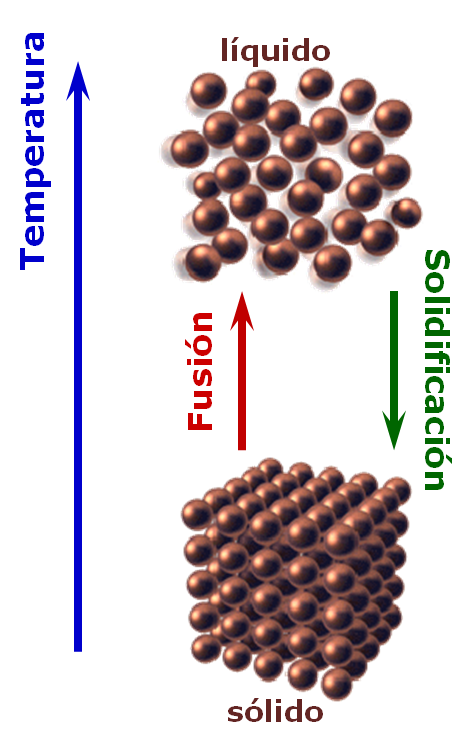 líquido
Temperatura
Fusión
Solidificación
sólido